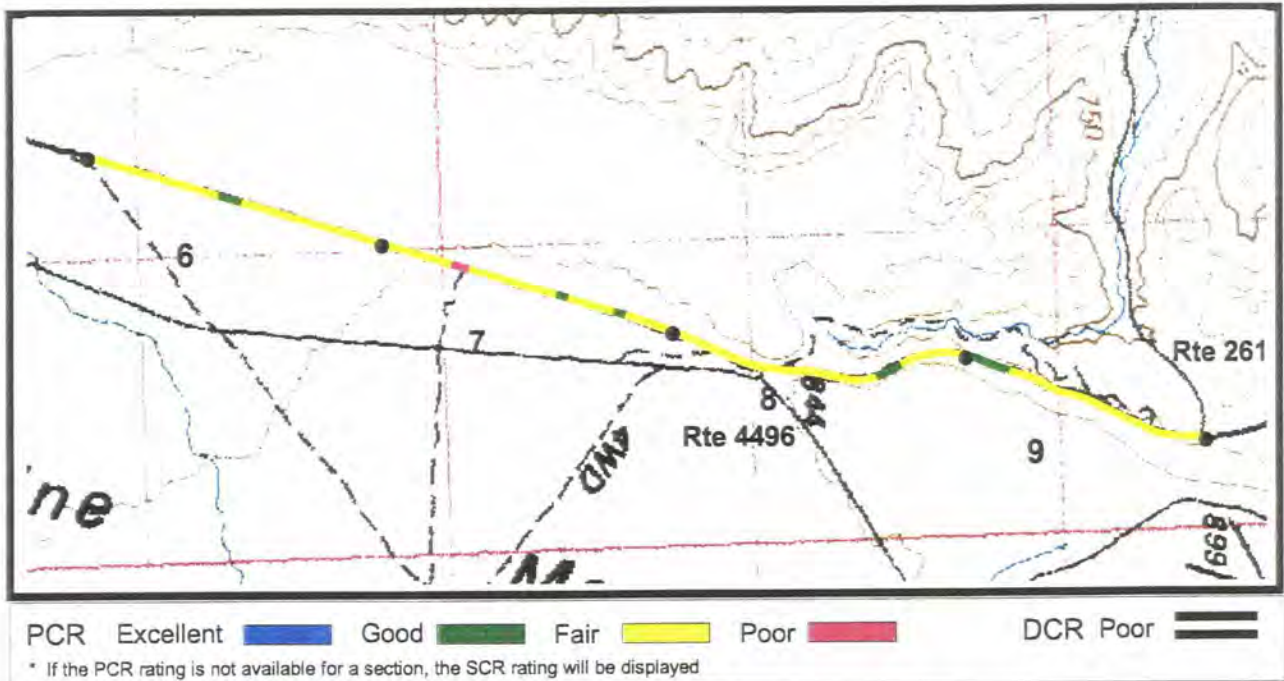 750
6
Rte 261
7
8
844
Rte 4496
9
4WD
'ne
899
PCR Excellent Good Fair Poor DCR Poor
* If the PCR rating is not available for a section, the SCR rating will be displayed